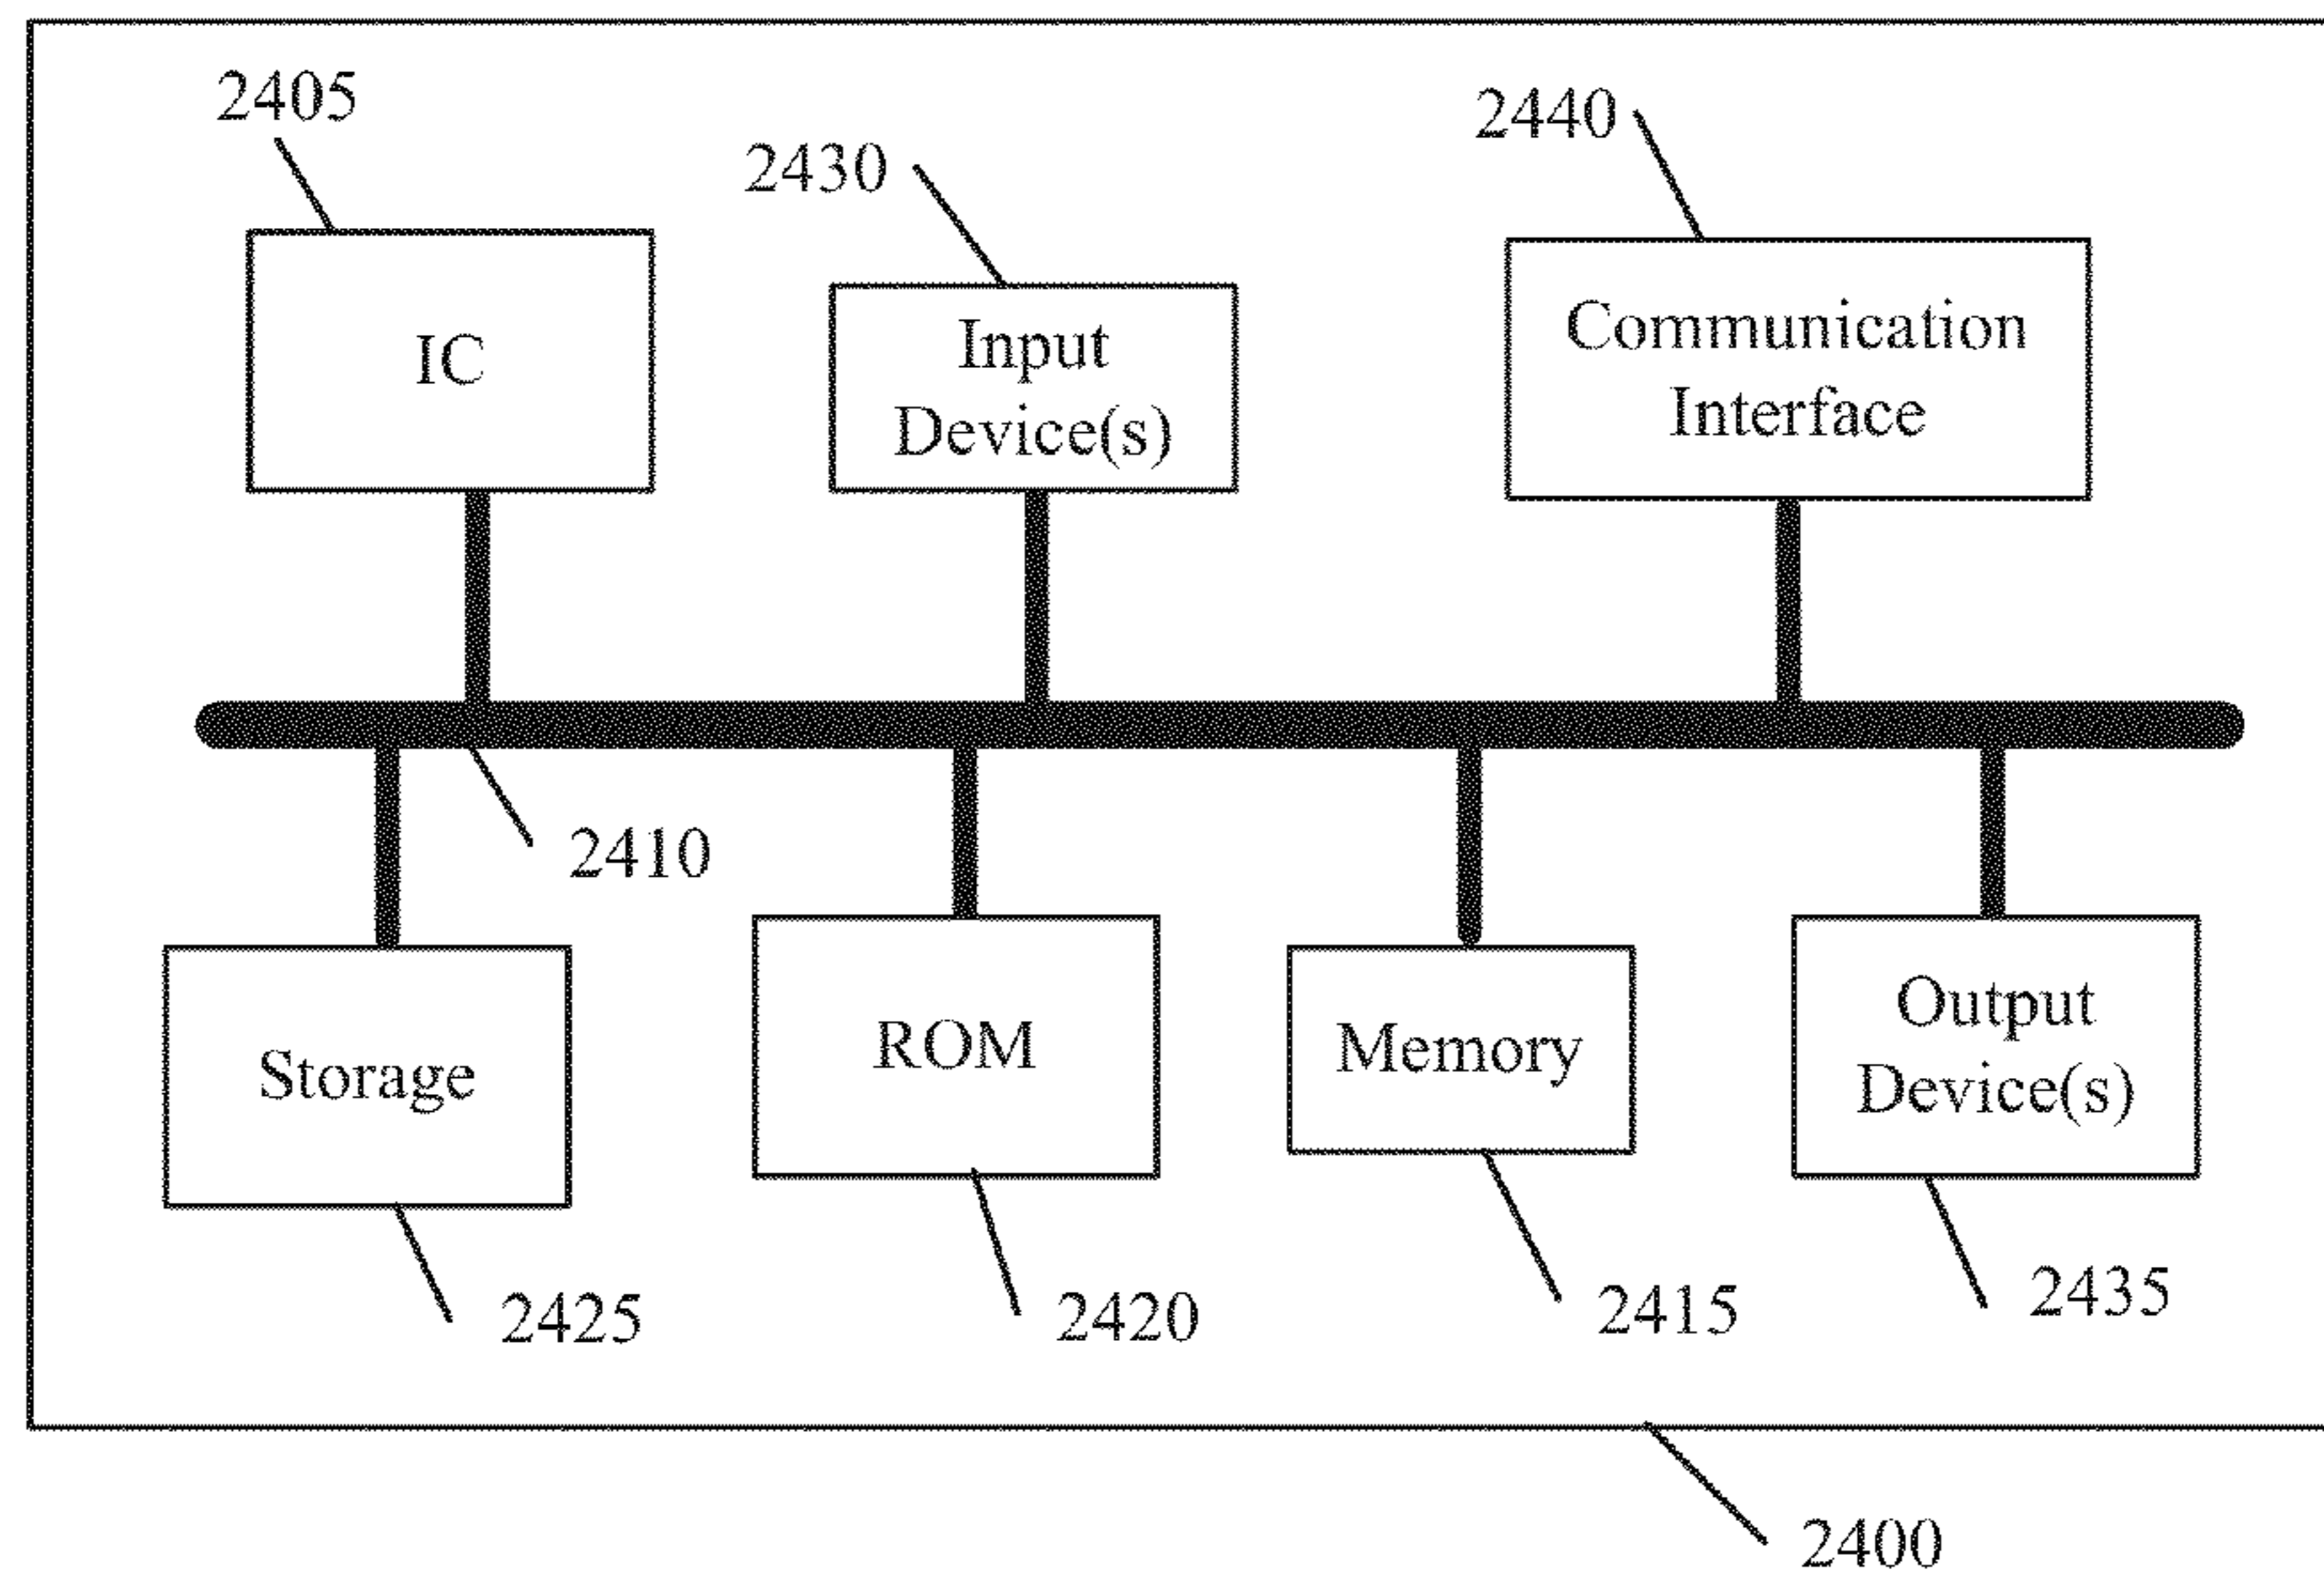 2405
2430
2440
IC
Input
Device(s)
Communication
Interface
2410
Storage
ROM
Memory
Output
Device(s)
2425
2420
2415
2435
2400